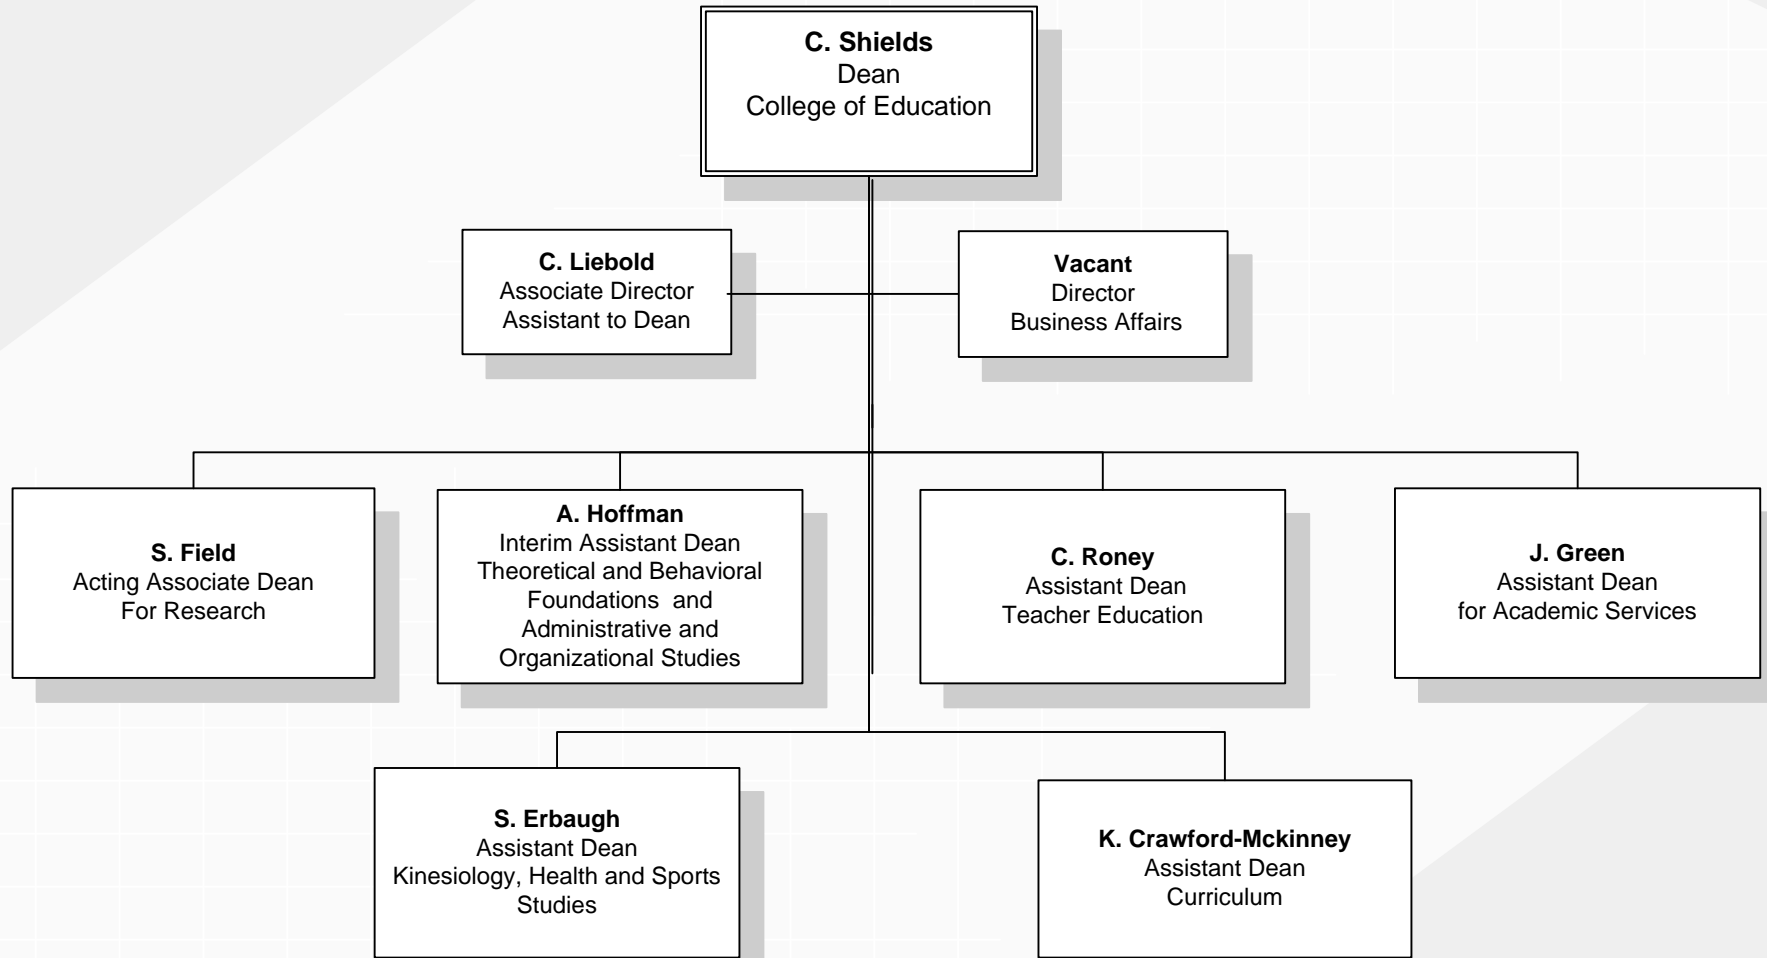 C. Shields
Dean
College of Education
C. Liebold
Associate Director
Assistant to Dean
Vacant
Director
Business Affairs
S. Field
Acting Associate Dean
For Research
A. Hoffman
Interim Assistant Dean
Theoretical and Behavioral
Foundations and
Administrative and
Organizational Studies
C. Roney
Assistant Dean
Teacher Education
J. Green
Assistant Dean
for Academic Services
S. Erbaugh
Assistant Dean
Kinesiology, Health and Sports
Studies
K. Crawford-Mckinney
Assistant Dean
Curriculum